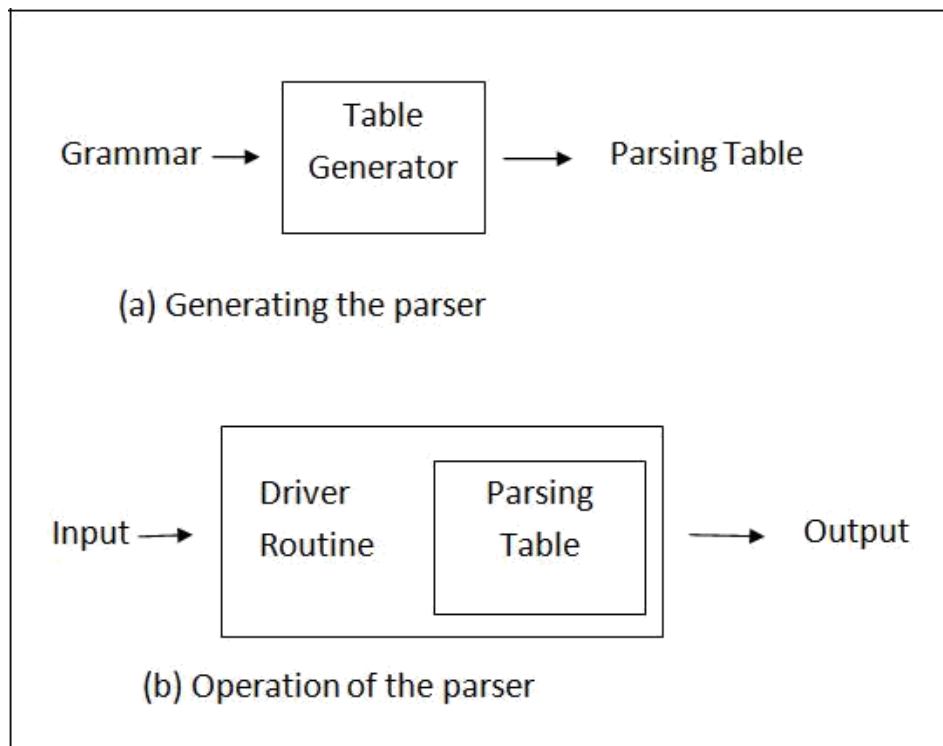 Table
Grammar
Generator
Parsing Table
(a) Generating the parser
Driver
Routine
Parsing
Table
Input
Output
(b) Operation of the parser